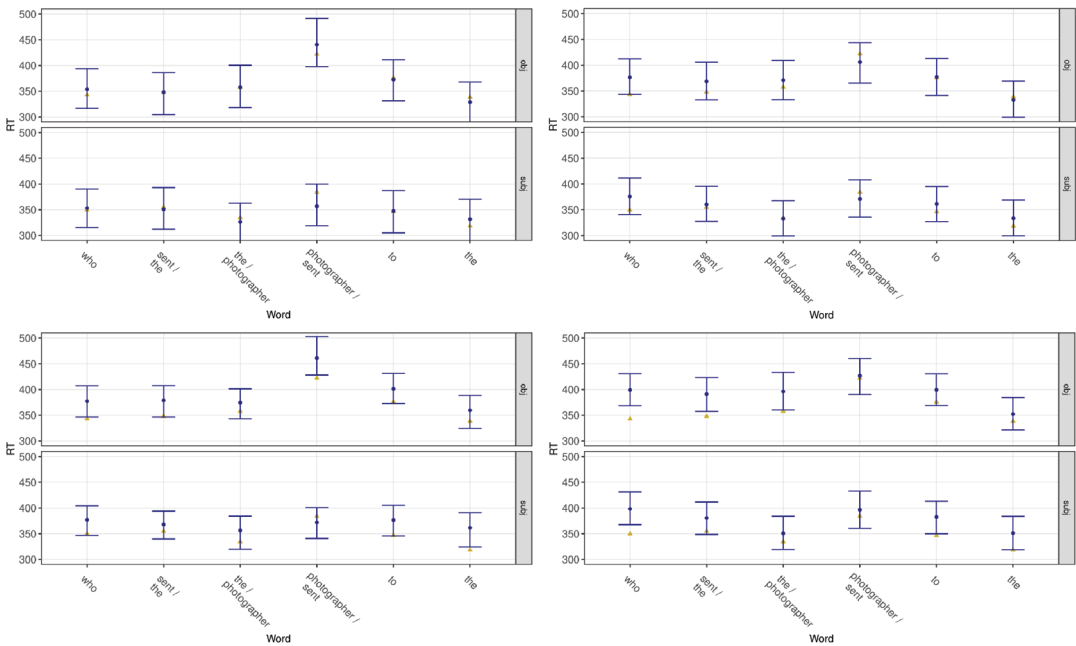 500
450
400
350
300
obj
500
450
400
350
300
subj
RT
who
sent /
the
the /
photographer
photographer /
sent
to
the
Word
500
450
400
350
300
obj
500
450
400
350
300
subj
RT
who
sent /
the
the /
photographer
photographer /
sent
to
the
Word
500
450
400
350
300
obj
500
450
400
350
300
subj
RT
who
sent /
the
the /
photographer
photographer /
sent
to
the
Word
500
450
400
350
300
obj
500
450
400
350
300
subj
RT
who
sent /
the
the /
photographer
photographer /
sent
to
the
Word